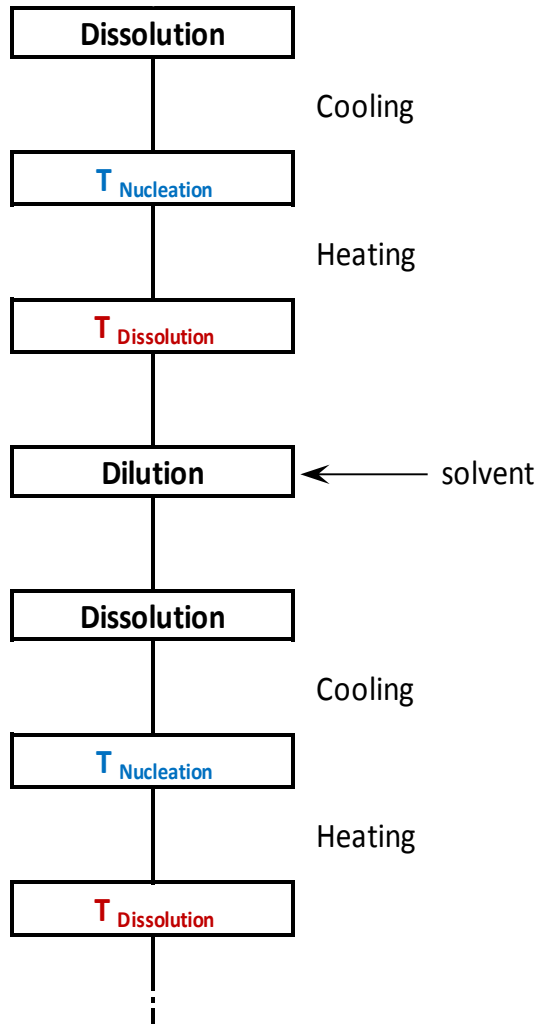 Dissolution
Cooling
T Nucleation
Heating
T Dissolution
Dilution
solvent
Dissolution
Cooling
T Nucleation
Heating
T Dissolution